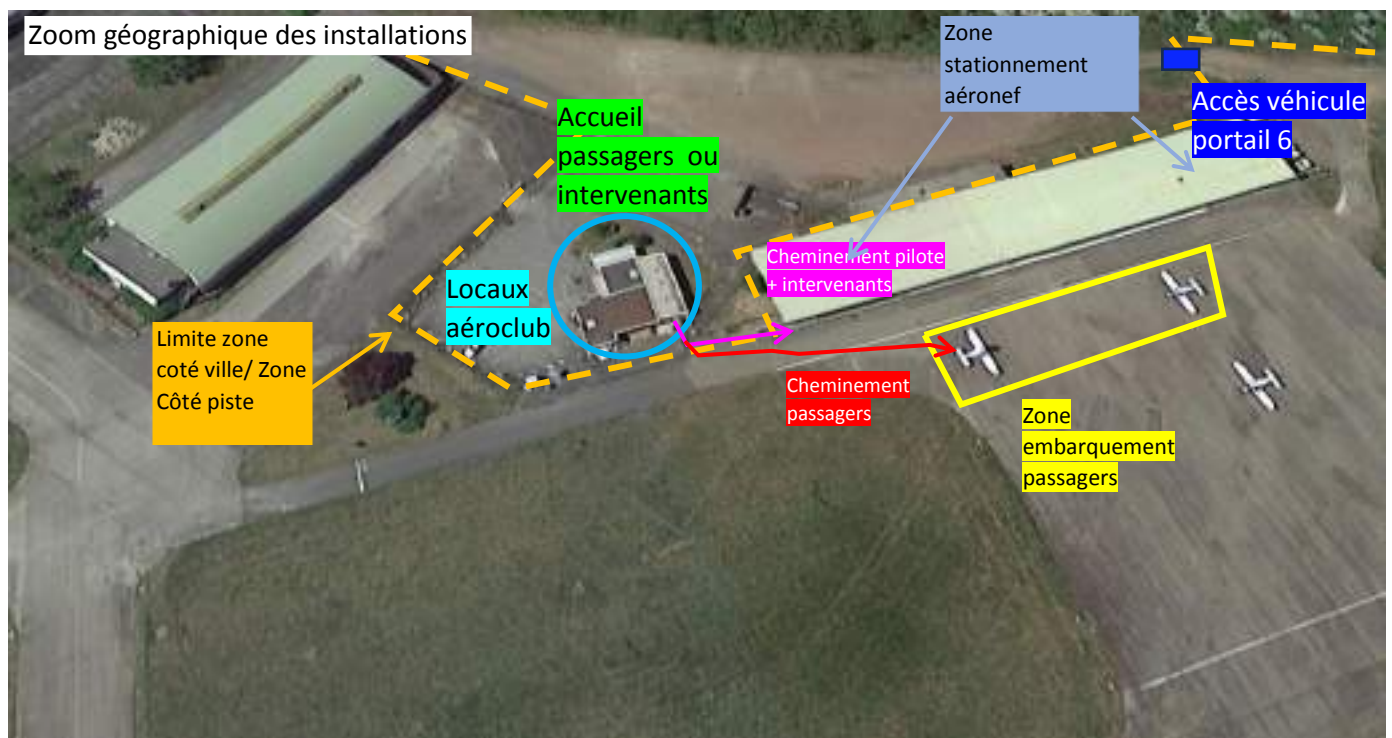 Zoom géographique des installations
Zone
stationnement
aéronef
Accès véhicule
portail 6
Accueil
passagers ou
intervenants
Cheminement pilote
+ intervenants
Locaux
aéroclub
Limite zone
coté ville/ Zone
Côté piste
Cheminement
passagers
Zone
embarquement
passagers